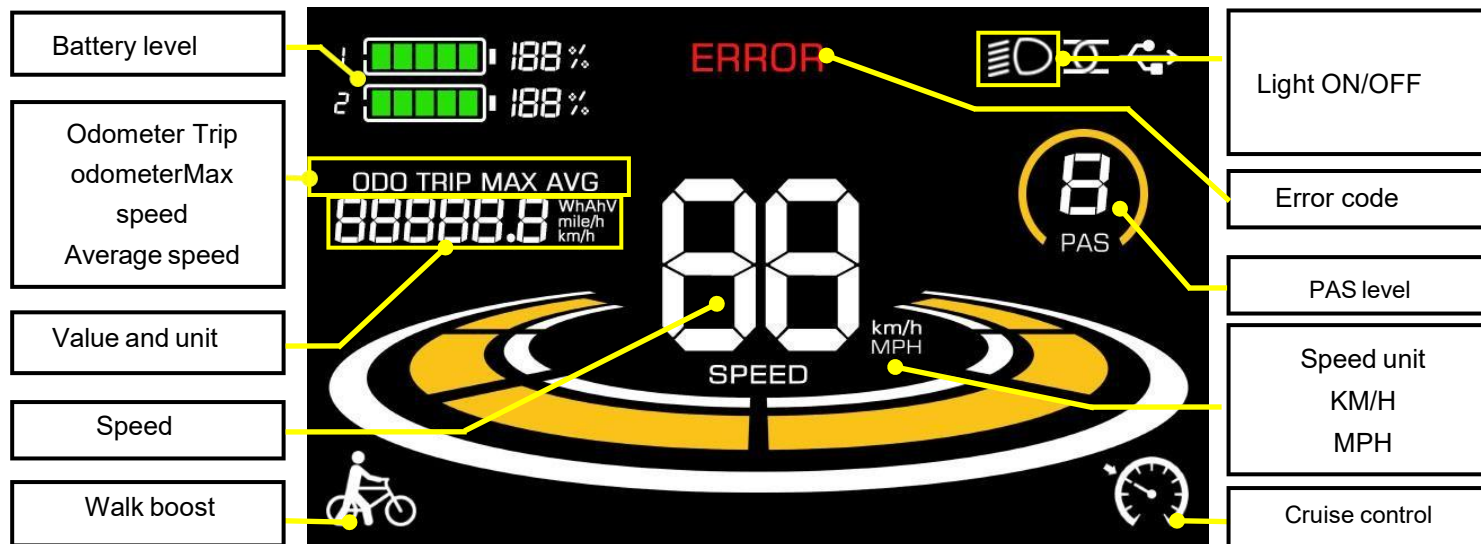 Battery level
Odometer Trip
odometerMax
speed
Average speed
Value and unit
Speed
Walk boost
1 188%
2 188%
ERROR
ODO TRIP MAX AVG
88888.8
WhAhV
mile/h
km/h
88
SPEED
km/h
MPH
8
PAS
Light ON/OFF
Error code
PAS level
Speed unit
KM/H
MPH
Cruise control